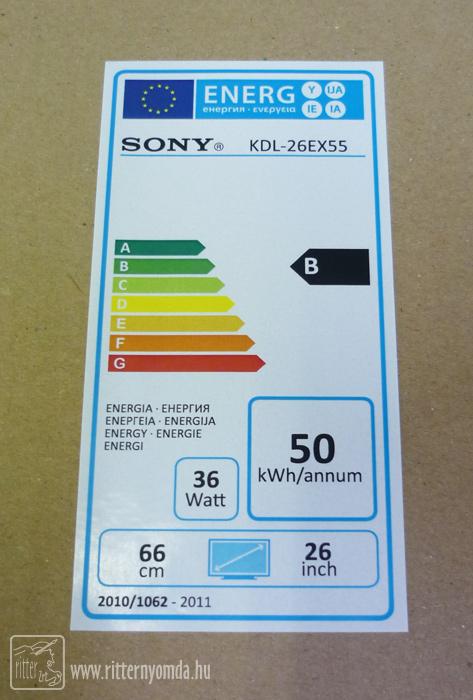 ENERG Y IJA
енергия · ενεργεια IE IA
SONY® KDL-26EX55
A
B
C
D
E
F
G
B
ENERGIA · ЕНЕРГИЯ
ΕΝΕΡΓΕΙΑ · ENERGIJA
ENERGY · ENERGIE
ENERGI
36
Watt
50
kWh/annum
66
cm
26
inch
2010/1062 - 2011
ritter
www.ritternyomda.hu